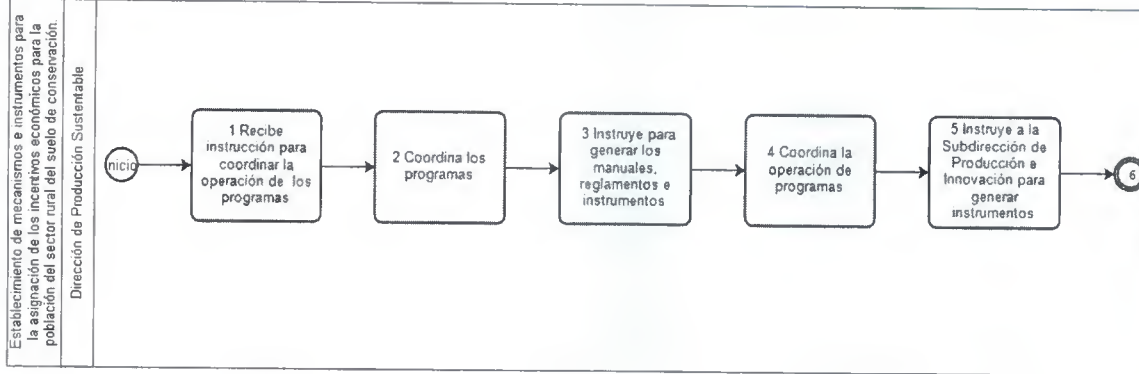 Establecimiento de mecanismos e instrumentos para
la asignación de los incentivos económicos para la
población del sector rural del suelo de conservación.
Dirección de Producción Sustentable
nicio
1 Recibe
instrucción para
coordinar la
operación de los
programas
2 Coordina los
programas
3 Instruye para
generar los
manuales,
reglamentos e
instrumentos
4 Coordina la
operación de
programas
5 Instruye a la
Subdirección de
Producción e
Innovación para
generar
instrumentos
6